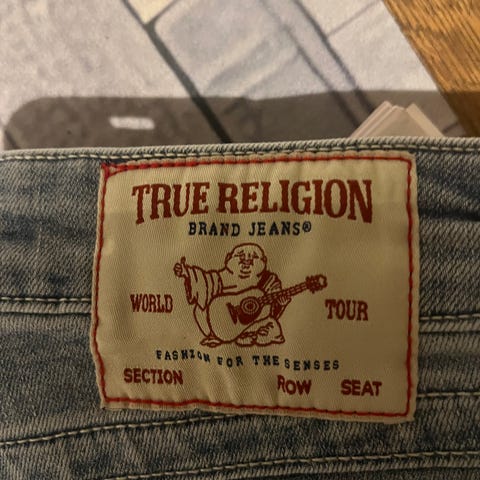 TRUE RELIGION
BRAND JEANS®
WORLD TOUR
FASHION FOR THE SENSES
SECTION ROW SEAT